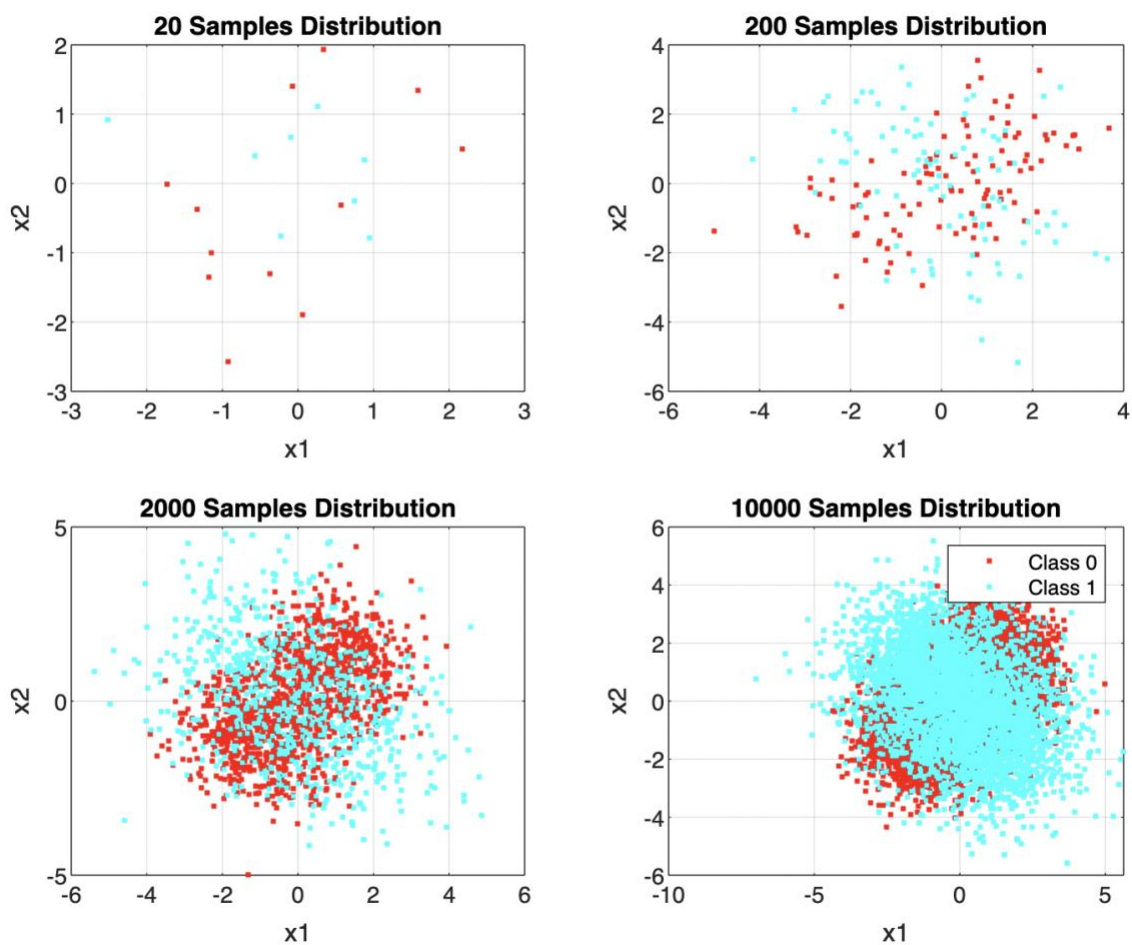 20 Samples Distribution
2
1
0
-1
-2
-3
x2
-3 -2 -1 0 1 2 3
x1
200 Samples Distribution
4
2
0
-2
-4
-6
x2
-6 -4 -2 0 2 4
x1
2000 Samples Distribution
5
0
-5
x2
-6 -4 -2 0 2 4 6
x1
10000 Samples Distribution
Class 0
Class 1
6
4
2
0
-2
-4
-6
x2
-10 -5 0 5
x1